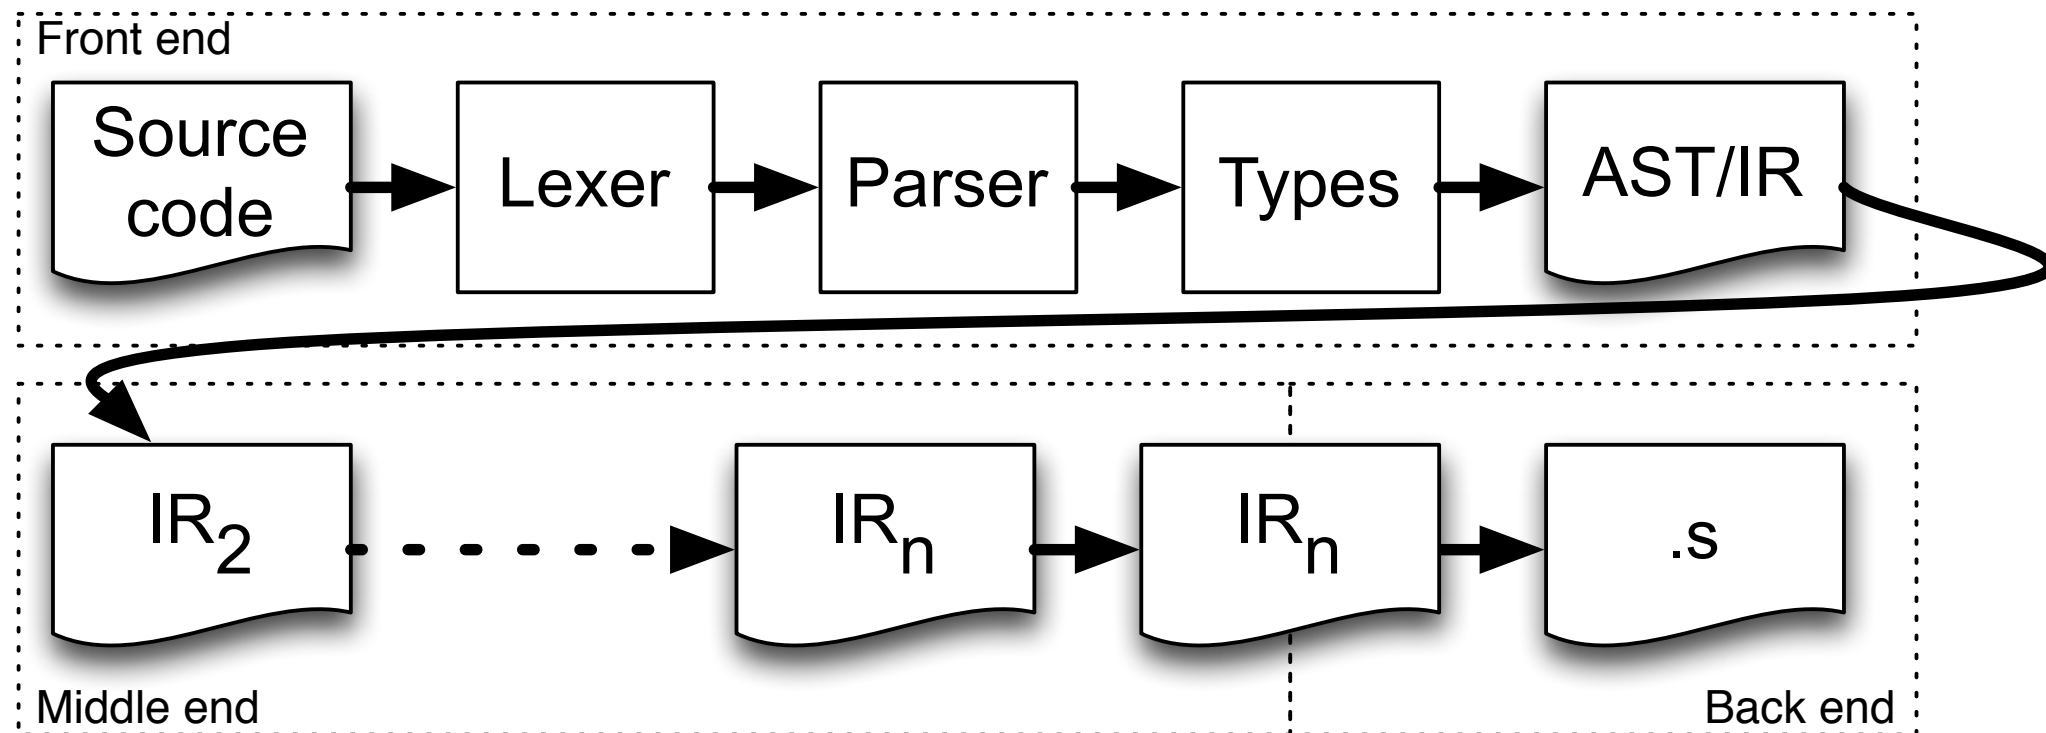 Front end
Source
code
Lexer
Parser
Types
AST/IR
IR2
IRn
IRn
.s
Middle end
Back end